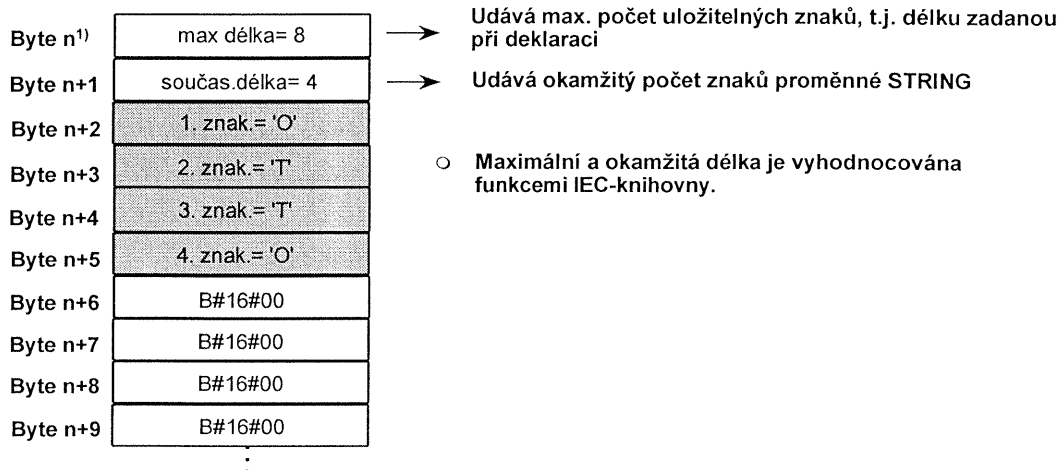 Byte n1) max délka= 8 Udává max. počet uložitelných znaků, t.j. délku zadanou
při deklaraci
Byte n+1 součas.délka= 4 Udává okamžitý počet znaků proměnné STRING
Byte n+2 1. znak.= 'O'
Byte n+3 2. znak.= 'T'
○ Maximální a okamžitá délka je vyhodnocována
funkcemi IEC-knihovny.
Byte n+4 3. znak.= 'T'
Byte n+5 4. znak.= 'O'
Byte n+6 B#16#00
Byte n+7 B#16#00
Byte n+8 B#16#00
Byte n+9 B#16#00